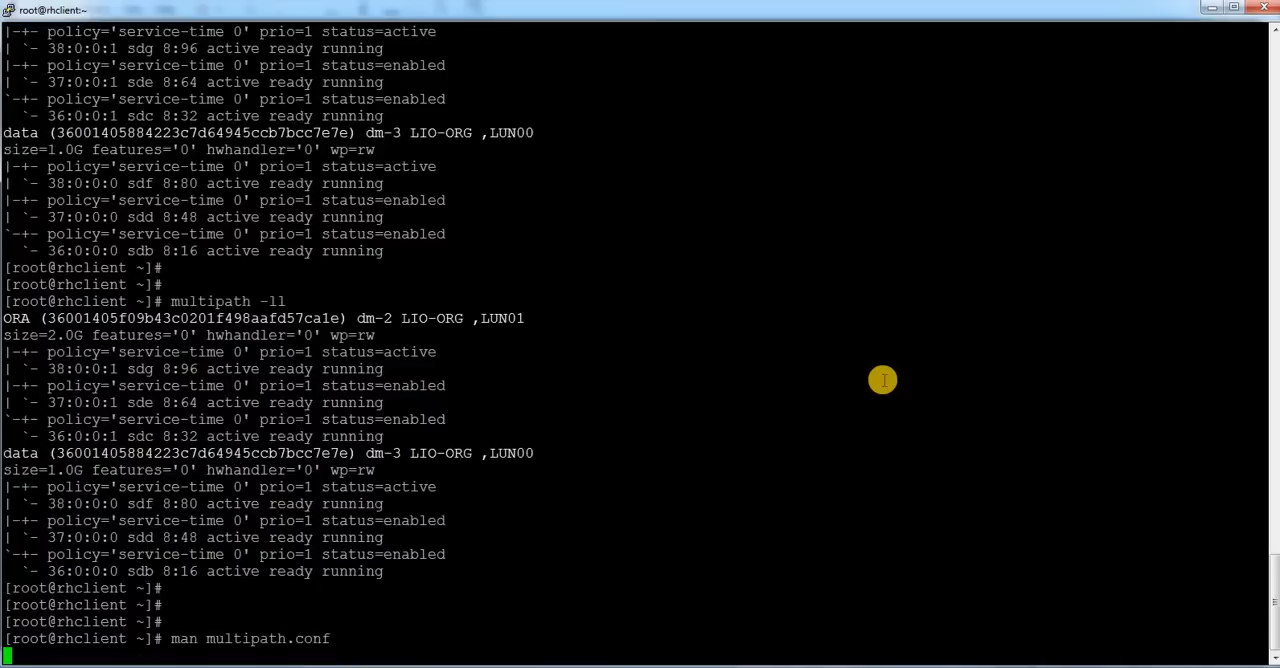 root@rhclient:~
|-+- policy='service-time 0' prio=1 status=active
| `- 38:0:0:1 sdg 8:96 active ready running
|-+- policy='service-time 0' prio=1 status=enabled
| `- 37:0:0:1 sde 8:64 active ready running
`-+- policy='service-time 0' prio=1 status=enabled
  `- 36:0:0:1 sdc 8:32 active ready running
data (36001405884223c7d64945ccb7bcc7e7e) dm-3 LIO-ORG ,LUN00
size=1.0G features='0' hwhandler='0' wp=rw
|-+- policy='service-time 0' prio=1 status=active
| `- 38:0:0:0 sdf 8:80 active ready running
|-+- policy='service-time 0' prio=1 status=enabled
| `- 37:0:0:0 sdd 8:48 active ready running
`-+- policy='service-time 0' prio=1 status=enabled
  `- 36:0:0:0 sdb 8:16 active ready running
[root@rhclient ~]#
[root@rhclient ~]#
[root@rhclient ~]# multipath -ll
ORA (36001405f09b43c0201f498aafd57ca1e) dm-2 LIO-ORG ,LUN01
size=2.0G features='0' hwhandler='0' wp=rw
|-+- policy='service-time 0' prio=1 status=active
| `- 38:0:0:1 sdg 8:96 active ready running
|-+- policy='service-time 0' prio=1 status=enabled
| `- 37:0:0:1 sde 8:64 active ready running
`-+- policy='service-time 0' prio=1 status=enabled
  `- 36:0:0:1 sdc 8:32 active ready running
data (36001405884223c7d64945ccb7bcc7e7e) dm-3 LIO-ORG ,LUN00
size=1.0G features='0' hwhandler='0' wp=rw
|-+- policy='service-time 0' prio=1 status=active
| `- 38:0:0:0 sdf 8:80 active ready running
|-+- policy='service-time 0' prio=1 status=enabled
| `- 37:0:0:0 sdd 8:48 active ready running
`-+- policy='service-time 0' prio=1 status=enabled
  `- 36:0:0:0 sdb 8:16 active ready running
[root@rhclient ~]#
[root@rhclient ~]#
[root@rhclient ~]#
[root@rhclient ~]# man multipath.conf